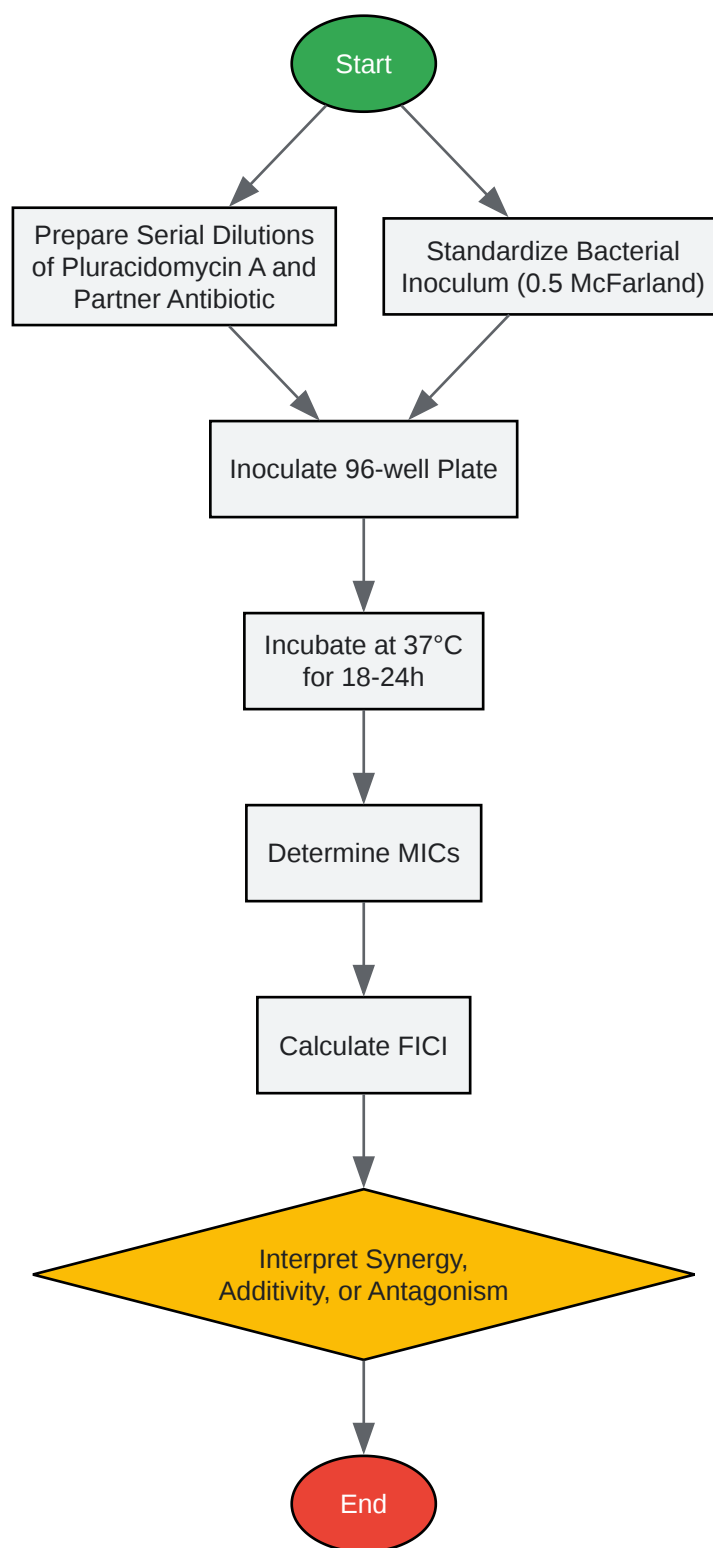 Start
Prepare Serial Dilutions
of Pluracidomycin A and
Partner Antibiotic
Standardize Bacterial
Inoculum (0.5 McFarland)
Inoculate 96-well Plate
Incubate at 37°C
for 18-24h
Determine MICs
Calculate FICI
Interpret Synergy,
Additivity, or Antagonism
End